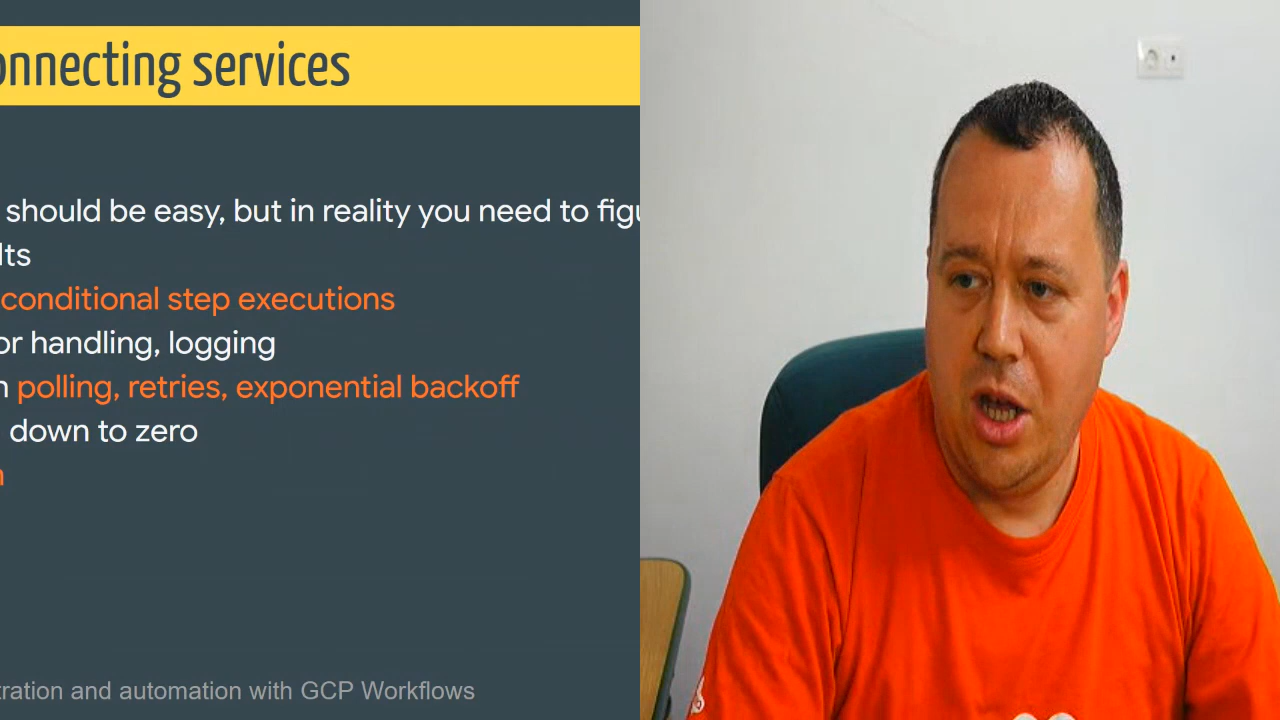 onnecting services
should be easy, but in reality you need to figu
lts
conditional step executions
or handling, logging
n polling, retries, exponential backoff
down to zero
n
tration and automation with GCP Workflows